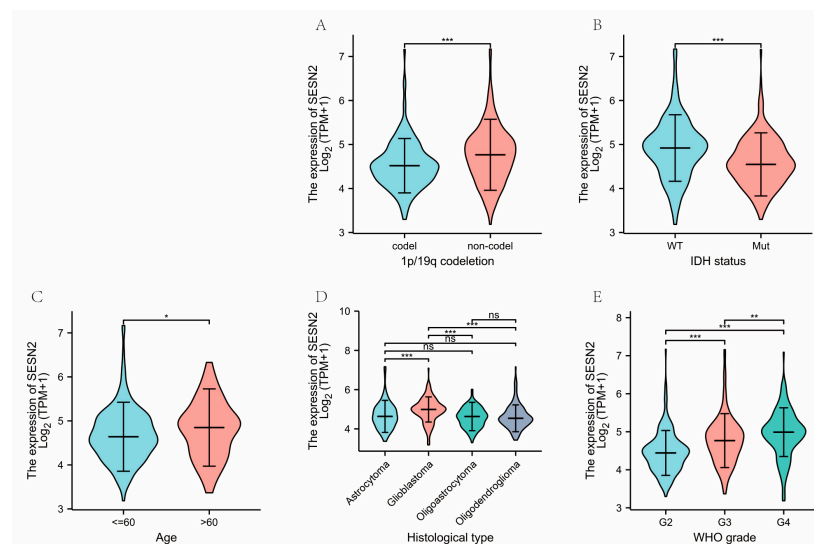 A
The expression of SESN2
Log2 (TPM+1)
7
6
5
4
3
***
codel
non-codel
1p/19q codeletion
B
The expression of SESN2
Log2 (TPM+1)
7
6
5
4
3
***
WT
Mut
IDH status
C
The expression of SESN2
Log2 (TPM+1)
7
6
5
4
3
*
<=60
>60
Age
D
The expression of SESN2
Log2 (TPM+1)
10
8
6
4
ns
***
***
ns
ns
***
Astrocytoma
Glioblastoma
Oligoastrocytoma
Oligodendroglioma
Histological type
E
The expression of SESN2
Log2 (TPM+1)
8
7
6
5
4
3
**
***
***
G2
G3
G4
WHO grade